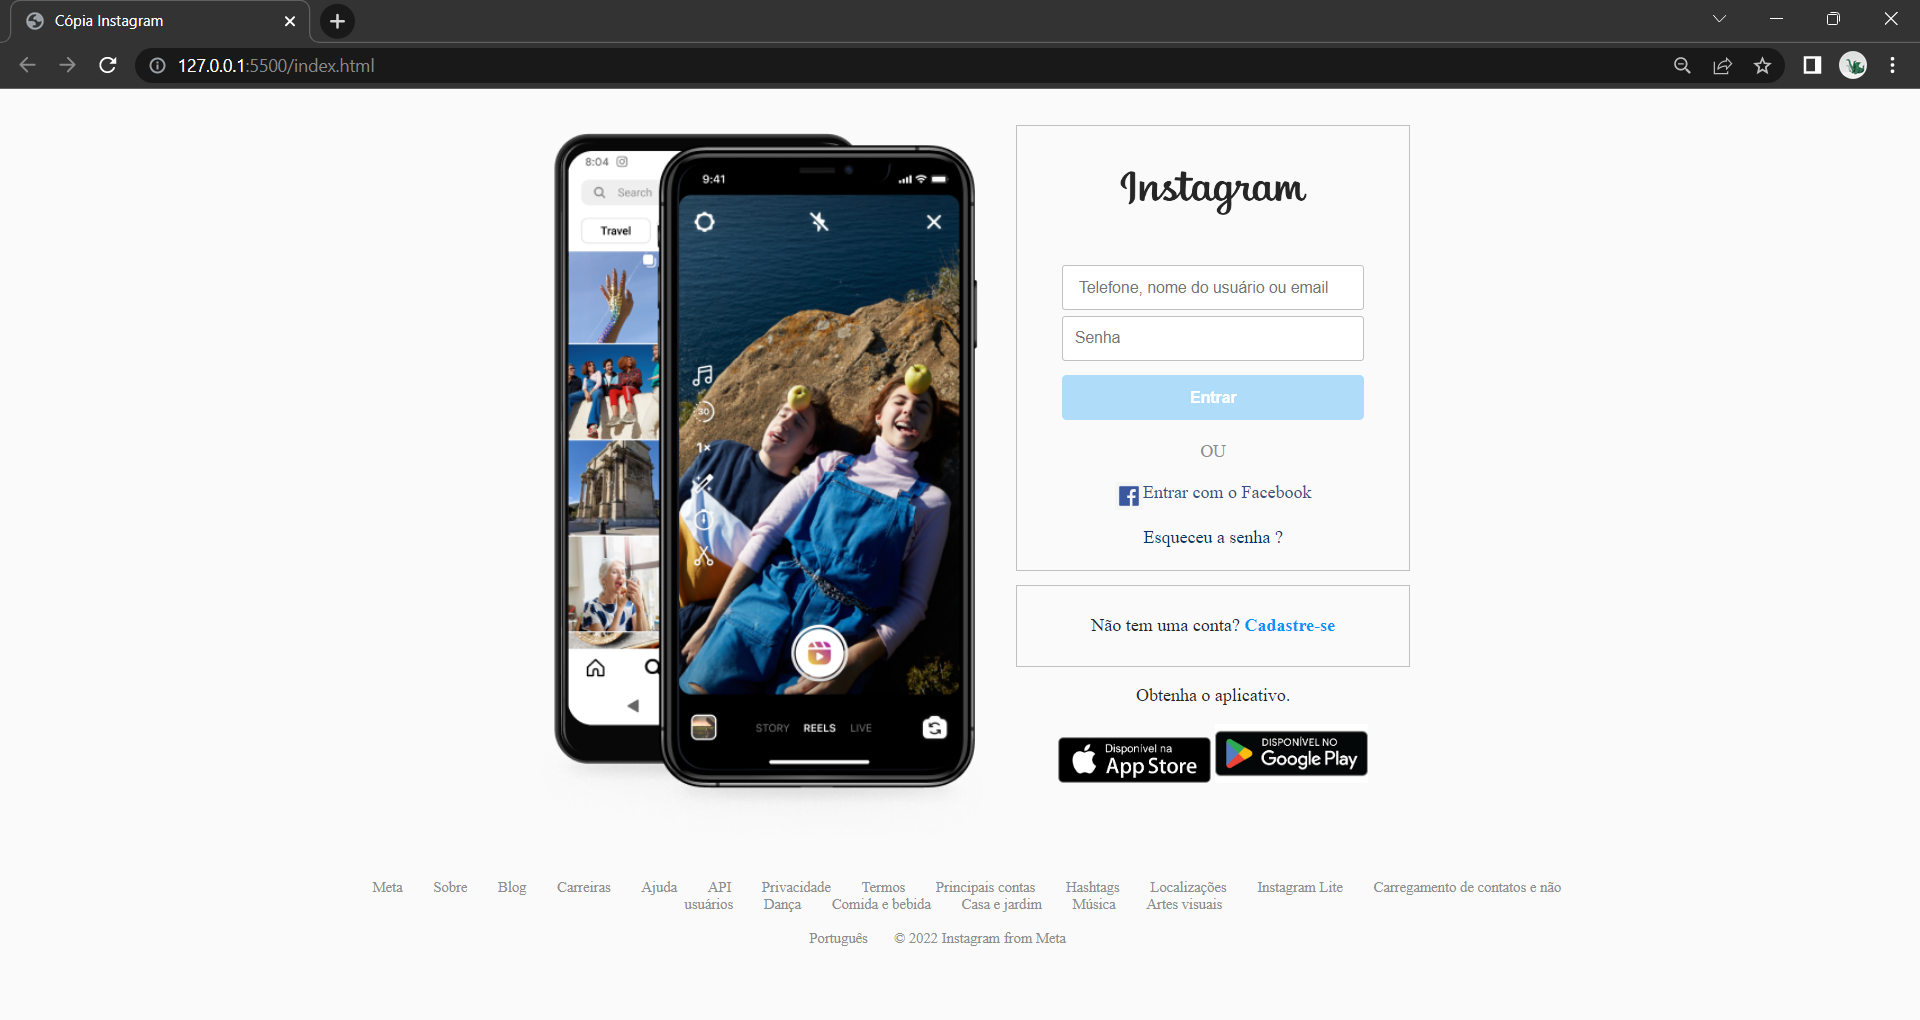 Cópia Instagram
127.0.0.1:5500/index.html
8:04
Search
Travel
9:41
30
1×
STORY REELS LIVE
Instagram
Telefone, nome do usuário ou email
Senha
Entrar
OU
Entrar com o Facebook
Esqueceu a senha ?
Não tem uma conta? Cadastre-se
Obtenha o aplicativo.
Disponível na
App Store
DISPONÍVEL NO
Google Play
Meta Sobre Blog Carreiras Ajuda API Privacidade Termos Principais contas Hashtags Localizações Instagram Lite Carregamento de contatos e não
usuários Dança Comida e bebida Casa e jardim Música Artes visuais
Português © 2022 Instagram from Meta